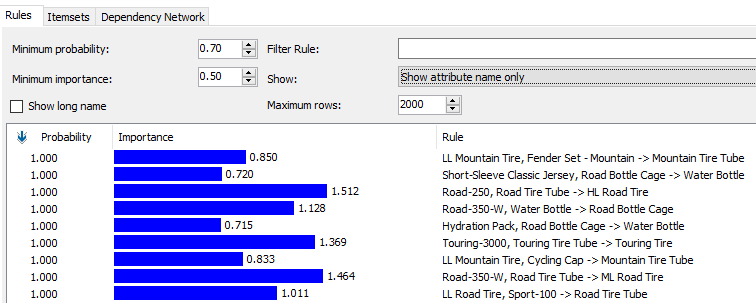 Rules Itemsets Dependency Network
Minimum probability: 0.70 Filter Rule:
Minimum importance: 0.50 Show: Show attribute name only
Show long name Maximum rows: 2000
Probability Importance Rule
1.000 0.850 LL Mountain Tire, Fender Set - Mountain -> Mountain Tire Tube
1.000 0.720 Short-Sleeve Classic Jersey, Road Bottle Cage -> Water Bottle
1.000 1.512 Road-250, Road Tire Tube -> HL Road Tire
1.000 1.128 Road-350-W, Water Bottle -> Road Bottle Cage
1.000 0.715 Hydration Pack, Road Bottle Cage -> Water Bottle
1.000 1.369 Touring-3000, Touring Tire Tube -> Touring Tire
1.000 0.833 LL Mountain Tire, Cycling Cap -> Mountain Tire Tube
1.000 1.464 Road-350-W, Road Tire Tube -> ML Road Tire
1.000 1.011 LL Road Tire, Sport-100 -> Road Tire Tube